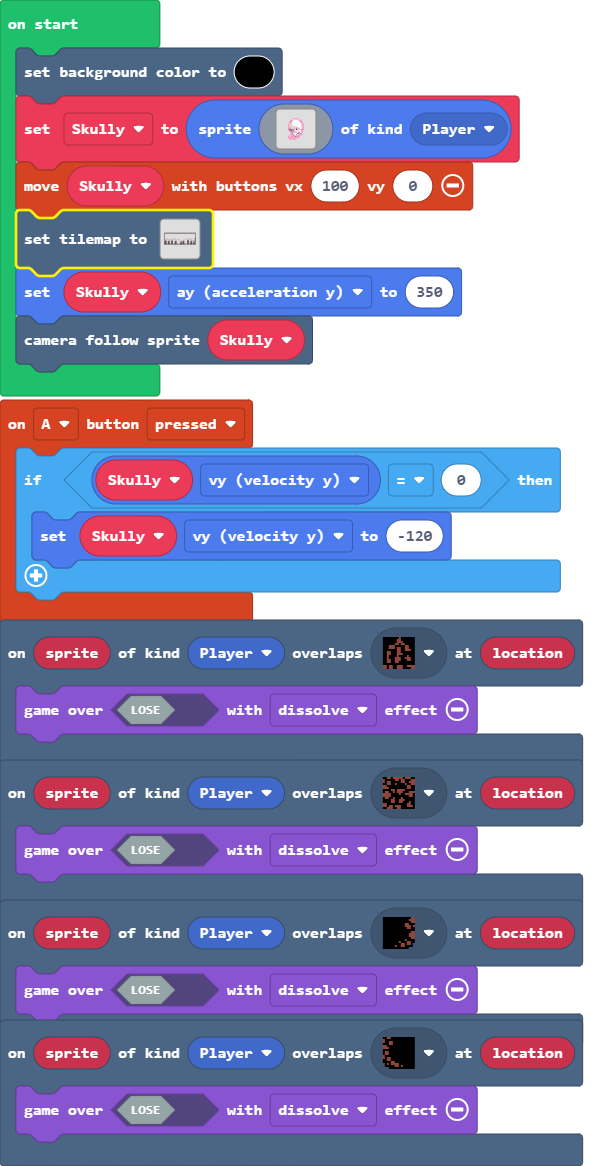 on start
set background color to
set Skully to sprite of kind Player
move Skully with buttons vx 100 vy 0
set tilemap to
set Skully ay (acceleration y) to 350
camera follow sprite Skully
on A button pressed
if Skully vy (velocity y) = 0 then
set Skully vy (velocity y) to -120
on sprite of kind Player overlaps at location
game over LOSE with dissolve effect
on sprite of kind Player overlaps at location
game over LOSE with dissolve effect
on sprite of kind Player overlaps at location
game over LOSE with dissolve effect
on sprite of kind Player overlaps at location
game over LOSE with dissolve effect